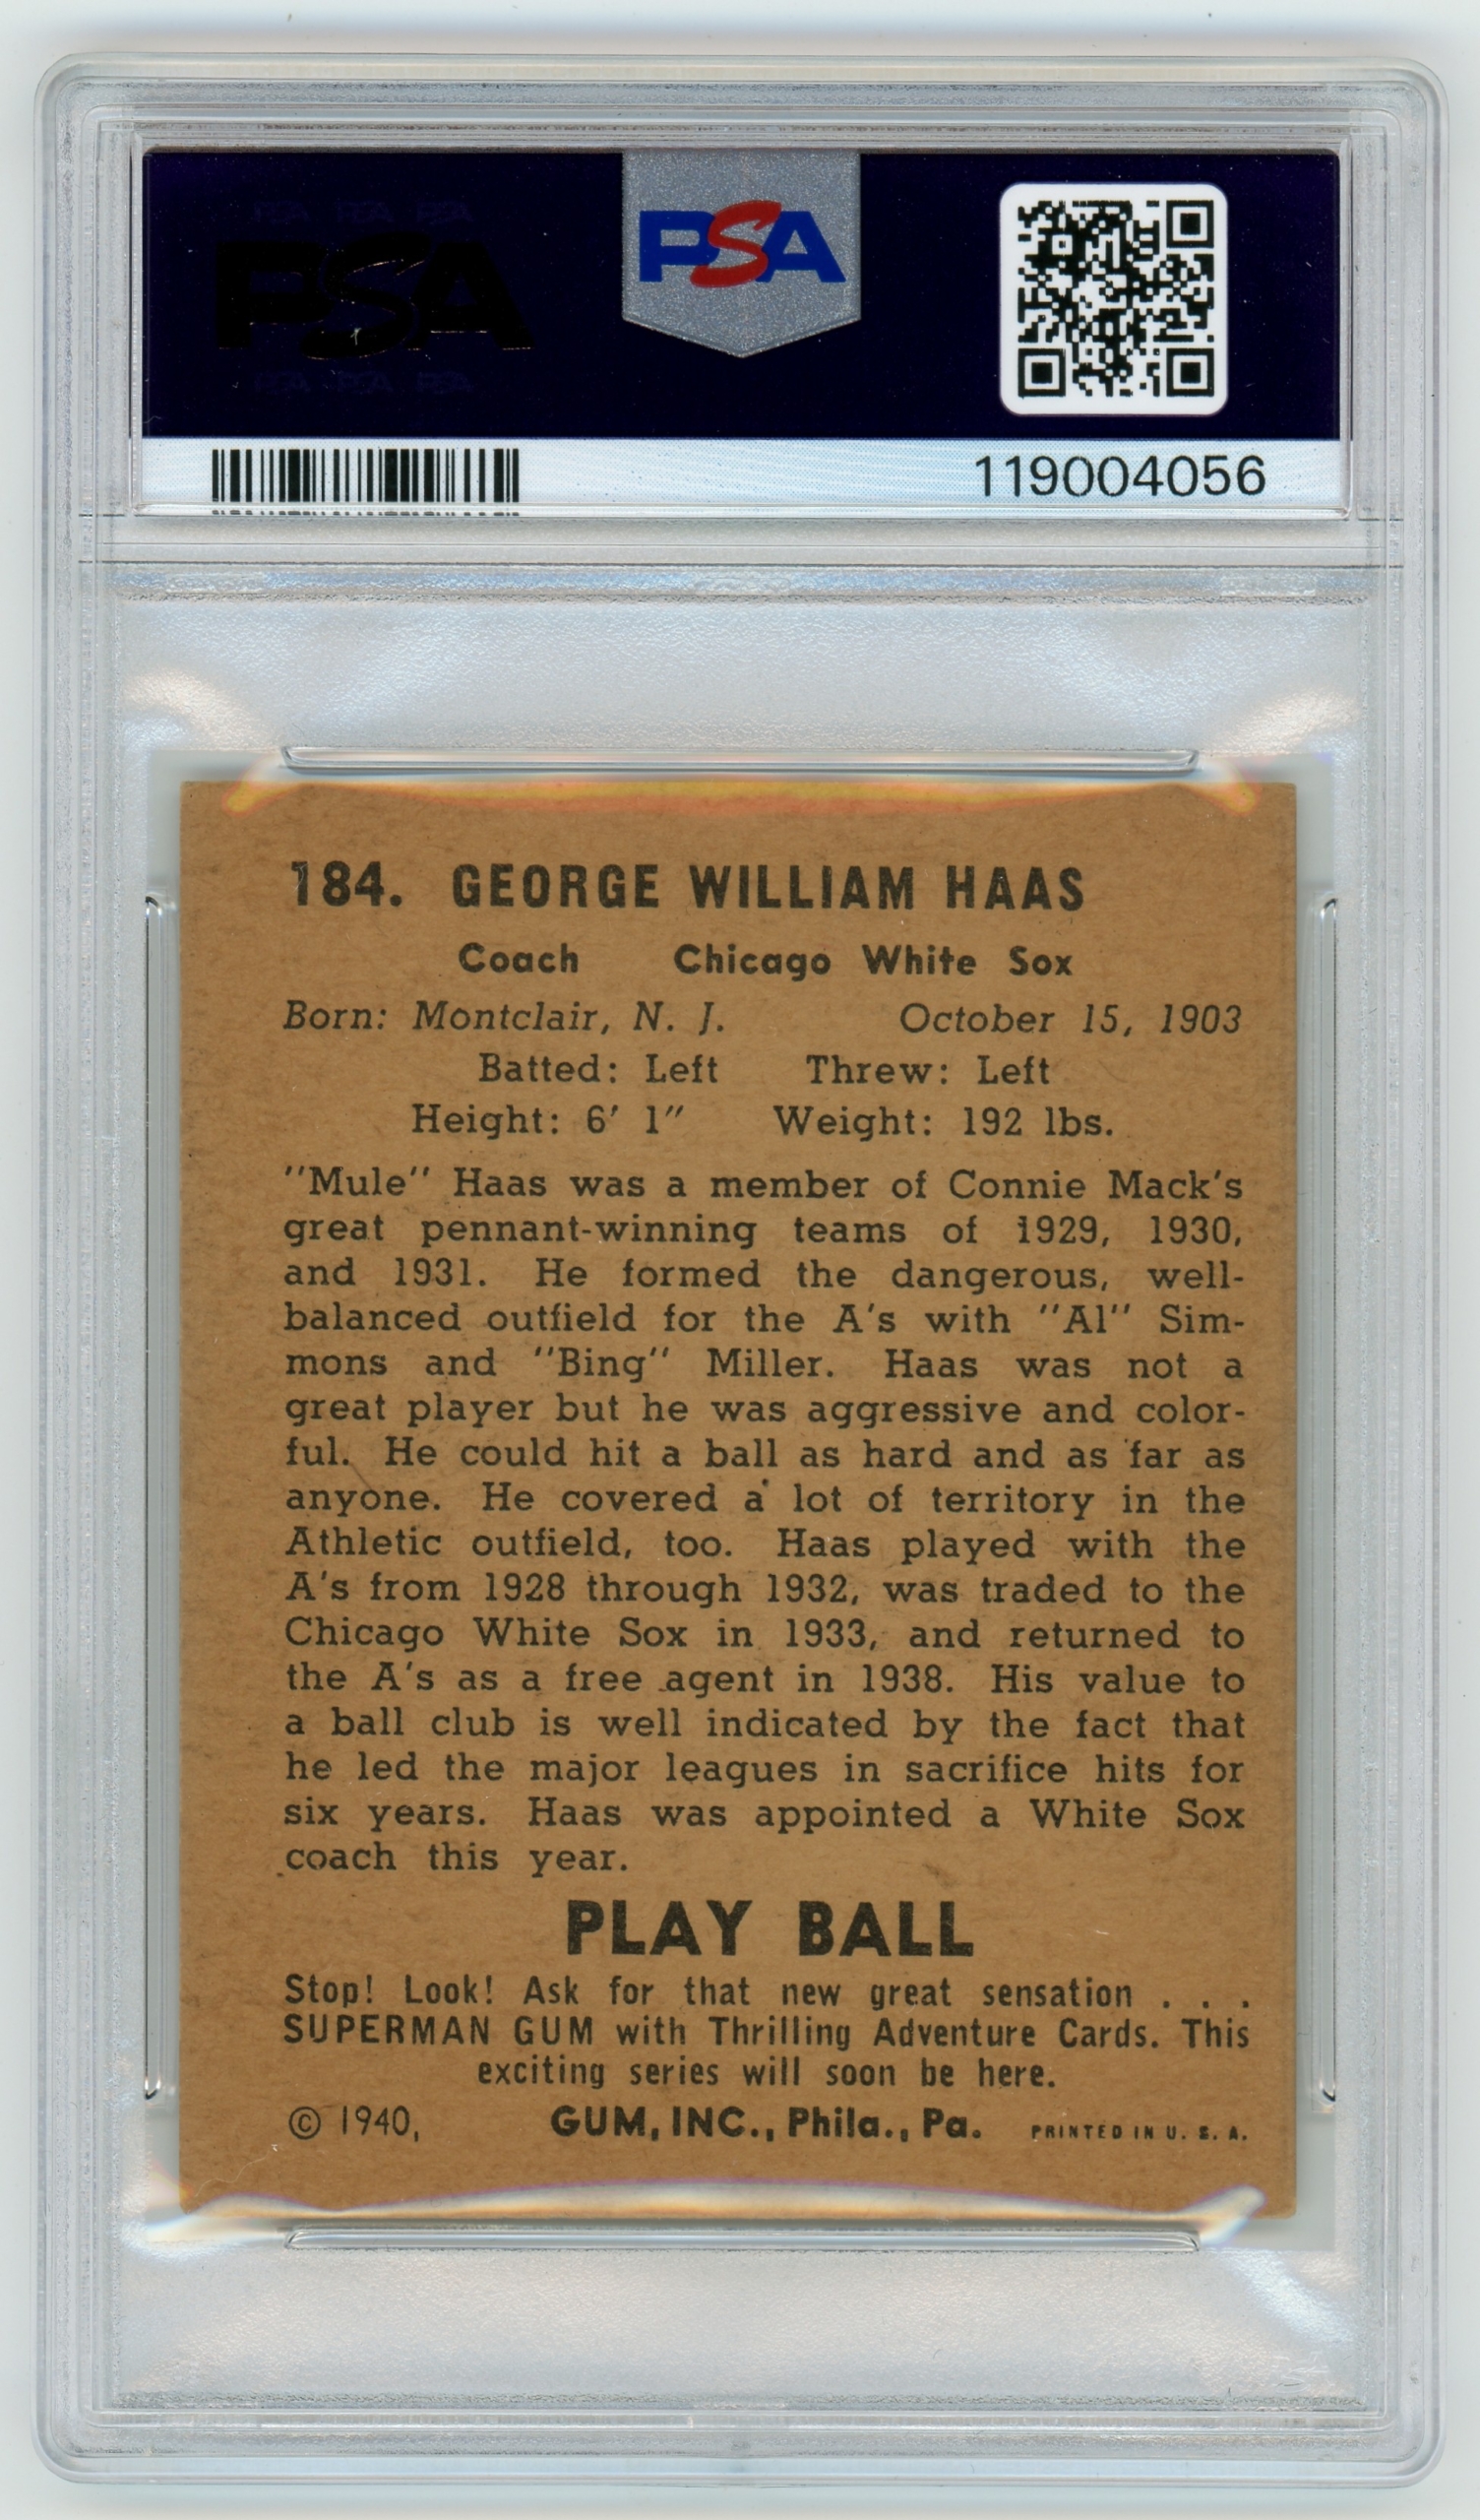 PSA PSA PSA
PSA
PSA PSA PSA
PSA
119004056
184. GEORGE WILLIAM HAAS
Coach Chicago White Sox
Born: Montclair, N. J. October 15, 1903
Batted: Left Threw: Left
Height: 6' 1" Weight: 192 lbs.
"Mule" Haas was a member of Connie Mack's
great pennant-winning teams of 1929, 1930,
and 1931. He formed the dangerous, well-
balanced outfield for the A's with "Al" Sim-
mons and "Bing" Miller. Haas was not a
great player but he was aggressive and color-
ful. He could hit a ball as hard and as far as
anyone. He covered a lot of territory in the
Athletic outfield, too. Haas played with the
A's from 1928 through 1932, was traded to the
Chicago White Sox in 1933, and returned to
the A's as a free agent in 1938. His value to
a ball club is well indicated by the fact that
he led the major leagues in sacrifice hits for
six years. Haas was appointed a White Sox
coach this year.
PLAY BALL
Stop! Look! Ask for that new great sensation . . .
SUPERMAN GUM with Thrilling Adventure Cards. This
exciting series will soon be here.
© 1940, GUM, INC., Phila., Pa. PRINTED IN U. S. A.